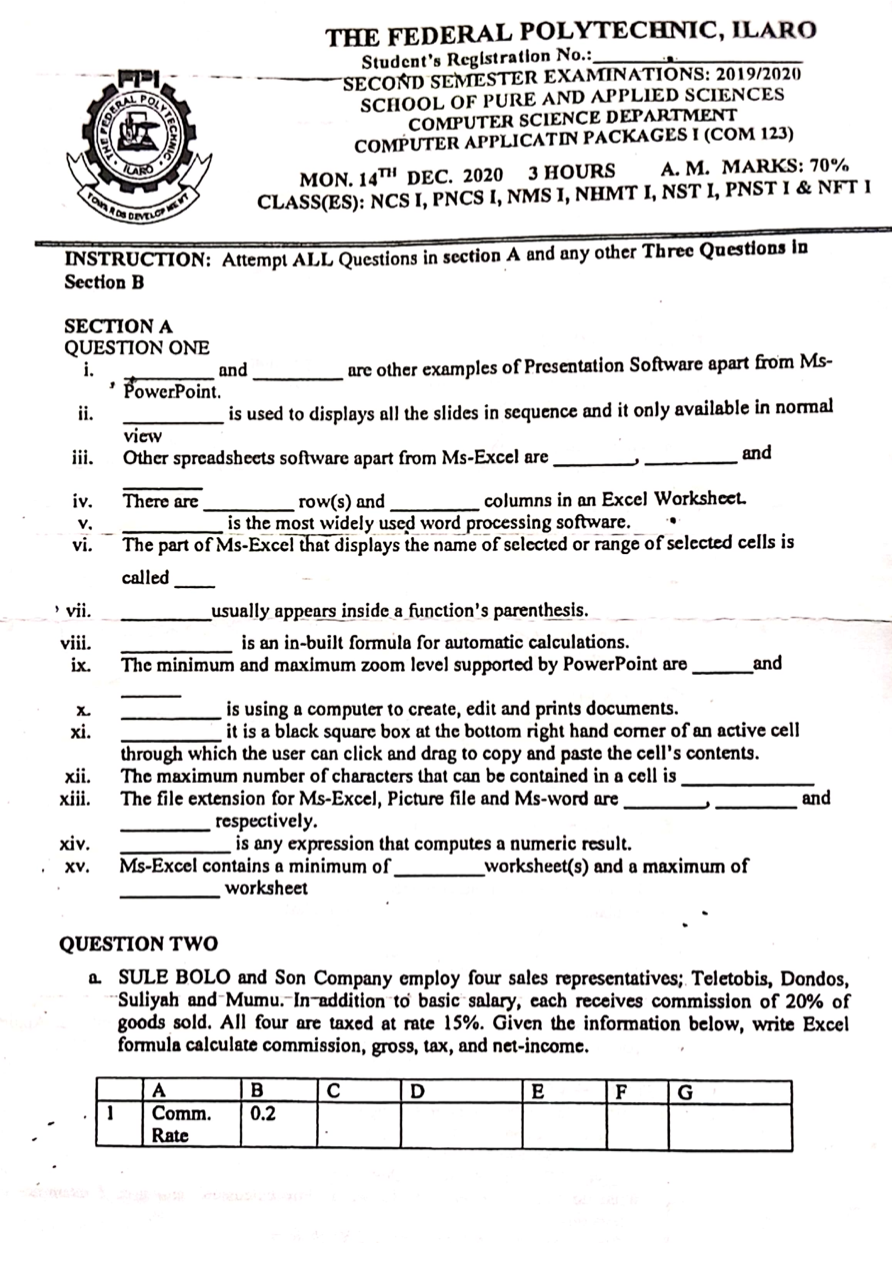 THE FEDERAL POLYTECHNIC, ILARO
Student's Registration No.:____________________
SECOND SEMESTER EXAMINATIONS: 2019/2020
SCHOOL OF PURE AND APPLIED SCIENCES
COMPUTER SCIENCE DEPARTMENT
COMPUTER APPLICATIN PACKAGES I (COM 123)
MON. 14TH DEC. 2020 3 HOURS A. M. MARKS: 70%
CLASS(ES): NCS I, PNCS I, NMS I, NHMT I, NST I, PNST I & NFT I
FPI
THE FEDERAL POLYTECHNIC
ILARO
TOWARDS DEVELOPMENT
INSTRUCTION: Attempt ALL Questions in section A and any other Three Questions in
Section B
SECTION A
QUESTION ONE
i. _________ and _________ are other examples of Presentation Software apart from Ms-
PowerPoint.
ii. __________ is used to displays all the slides in sequence and it only available in normal
view
iii. Other spreadsheets software apart from Ms-Excel are ________, _________ and
________
iv. There are _________ row(s) and _________ columns in an Excel Worksheet.
v. __________ is the most widely used word processing software.
vi. The part of Ms-Excel that displays the name of selected or range of selected cells is
called ____
vii. _________usually appears inside a function's parenthesis.
viii. ___________ is an in-built formula for automatic calculations.
ix. The minimum and maximum zoom level supported by PowerPoint are ______and
______
x. __________ is using a computer to create, edit and prints documents.
xi. __________ it is a black square box at the bottom right hand corner of an active cell
through which the user can click and drag to copy and paste the cell's contents.
xii. The maximum number of characters that can be contained in a cell is _____________
xiii. The file extension for Ms-Excel, Picture file and Ms-word are ________, ________ and
_________ respectively.
xiv. ___________ is any expression that computes a numeric result.
xv. Ms-Excel contains a minimum of _________worksheet(s) and a maximum of
__________ worksheet
QUESTION TWO
a. SULE BOLO and Son Company employ four sales representatives; Teletobis, Dondos,
Suliyah and Mumu. In addition to basic salary, each receives commission of 20% of
goods sold. All four are taxed at rate 15%. Given the information below, write Excel
formula calculate commission, gross, tax, and net-income.
A B C D E F G
1 Comm. 0.2
Rate